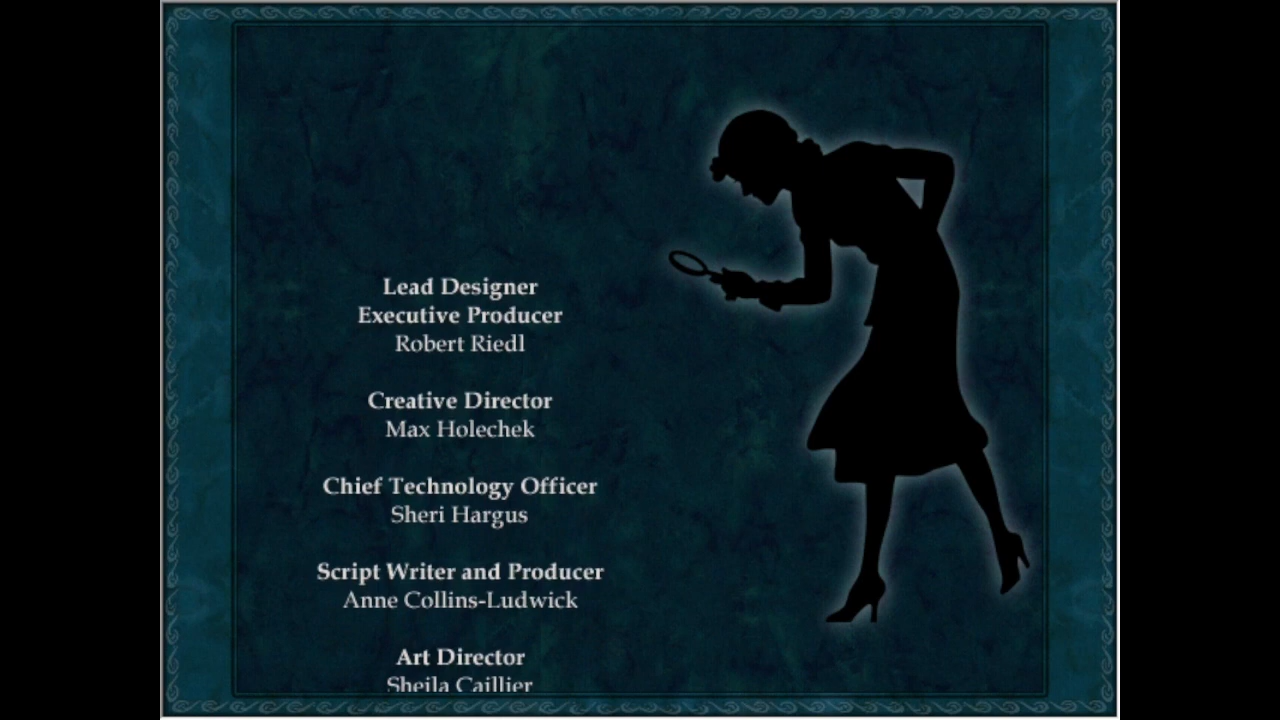 Lead Designer
Executive Producer
Robert Riedl
Creative Director
Max Holechek
Chief Technology Officer
Sheri Hargus
Script Writer and Producer
Anne Collins-Ludwick
Art Director
Sheila Caillier